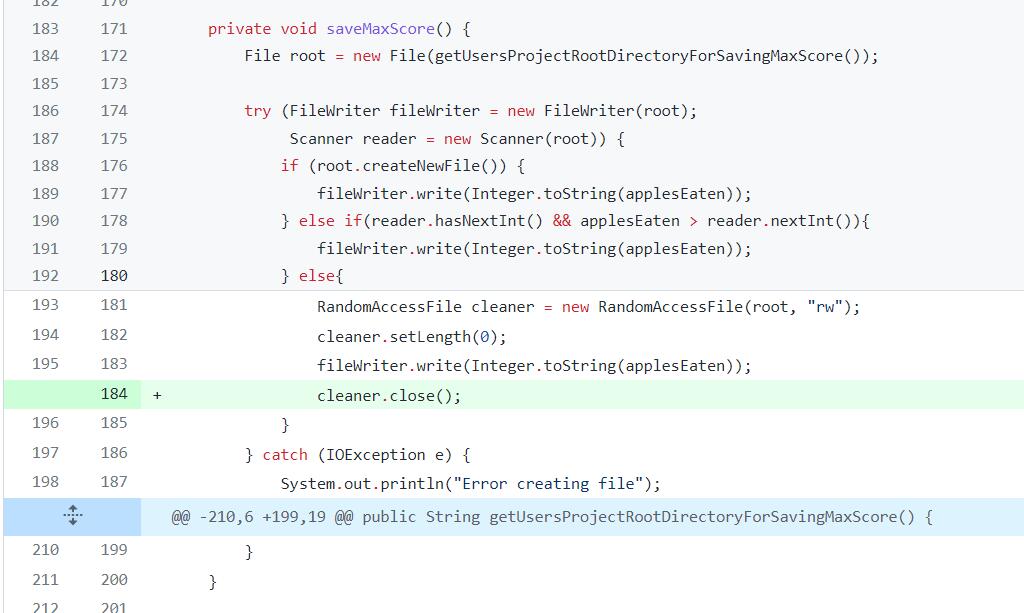 182 170
183 171 private void saveMaxScore() {
184 172 File root = new File(getUsersProjectRootDirectoryForSavingMaxScore());
185 173
186 174 try (FileWriter fileWriter = new FileWriter(root);
187 175 Scanner reader = new Scanner(root)) {
188 176 if (root.createNewFile()) {
189 177 fileWriter.write(Integer.toString(applesEaten));
190 178 } else if(reader.hasNextInt() && applesEaten > reader.nextInt()){
191 179 fileWriter.write(Integer.toString(applesEaten));
192 180 } else{
193 181 RandomAccessFile cleaner = new RandomAccessFile(root, "rw");
194 182 cleaner.setLength(0);
195 183 fileWriter.write(Integer.toString(applesEaten));
184 + cleaner.close();
196 185 }
197 186 } catch (IOException e) {
198 187 System.out.println("Error creating file");
@@ -210,6 +199,19 @@ public String getUsersProjectRootDirectoryForSavingMaxScore() {
210 199 }
211 200 }
212 201